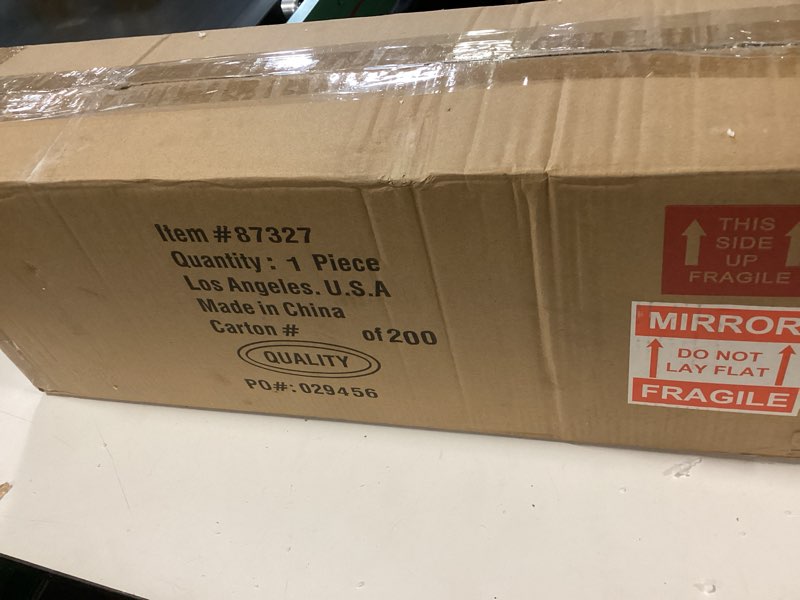 Item #87327
Quantity: 1 Piece
Los Angeles. U.S.A
Made in China
Carton # of 200
QUALITY
PO#:029456
THIS
SIDE
UP
FRAGILE
MIRROR
DO NOT
LAY FLAT
FRAGILE